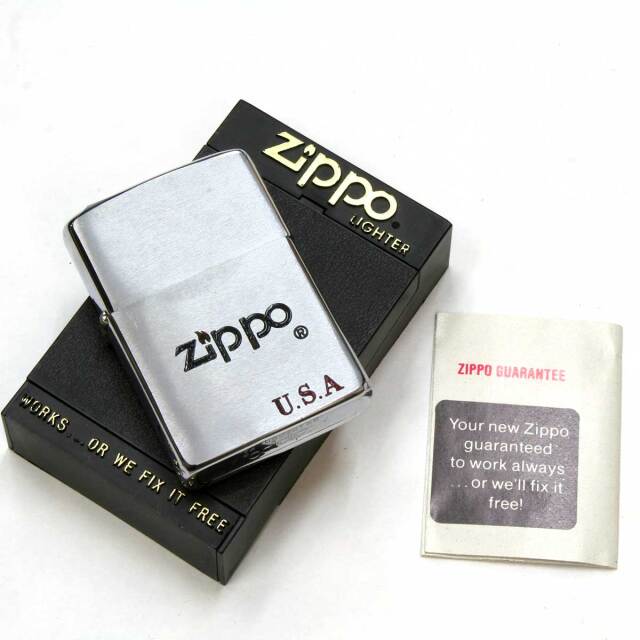 Zippo
LIGHTER
Zippo®
U.S.A
WORKS...OR WE FIX IT FREE
ZIPPO GUARANTEE
Your new Zippo
guaranteed
to work always
...or we'll fix it
free!